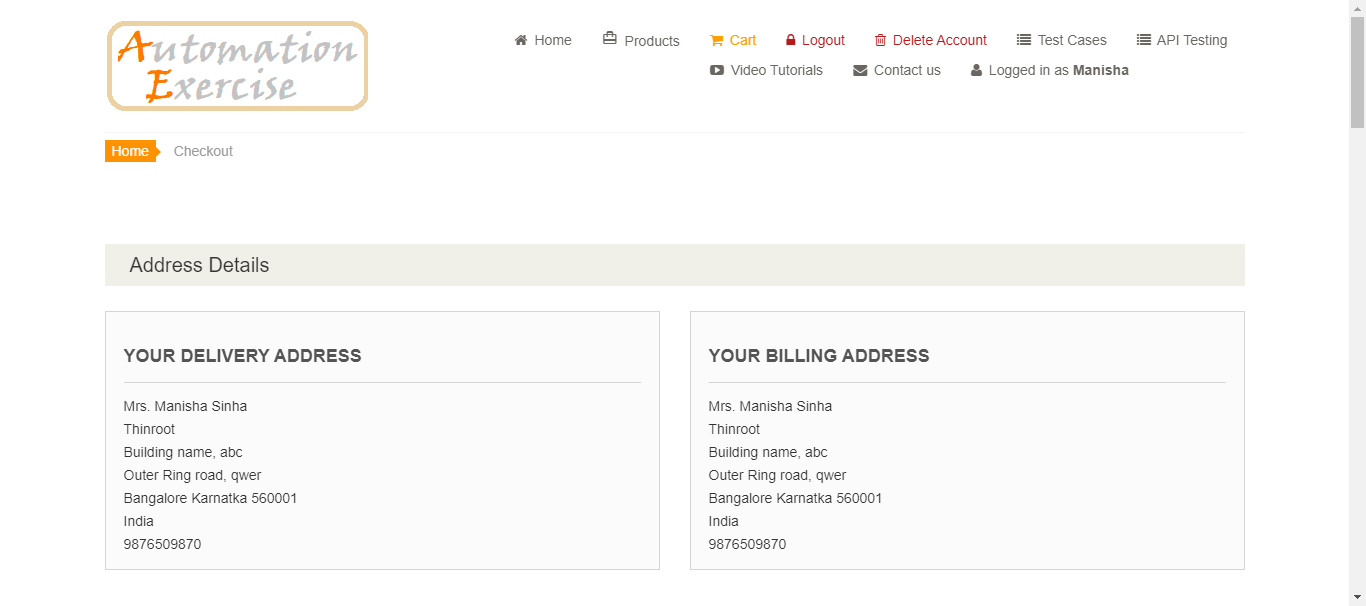 Automation
Exercise
Home Products Cart Logout Delete Account Test Cases API Testing
Video Tutorials Contact us Logged in as Manisha
Home Checkout
Address Details
YOUR DELIVERY ADDRESS
Mrs. Manisha Sinha
Thinroot
Building name, abc
Outer Ring road, qwer
Bangalore Karnatka 560001
India
9876509870
YOUR BILLING ADDRESS
Mrs. Manisha Sinha
Thinroot
Building name, abc
Outer Ring road, qwer
Bangalore Karnatka 560001
India
9876509870